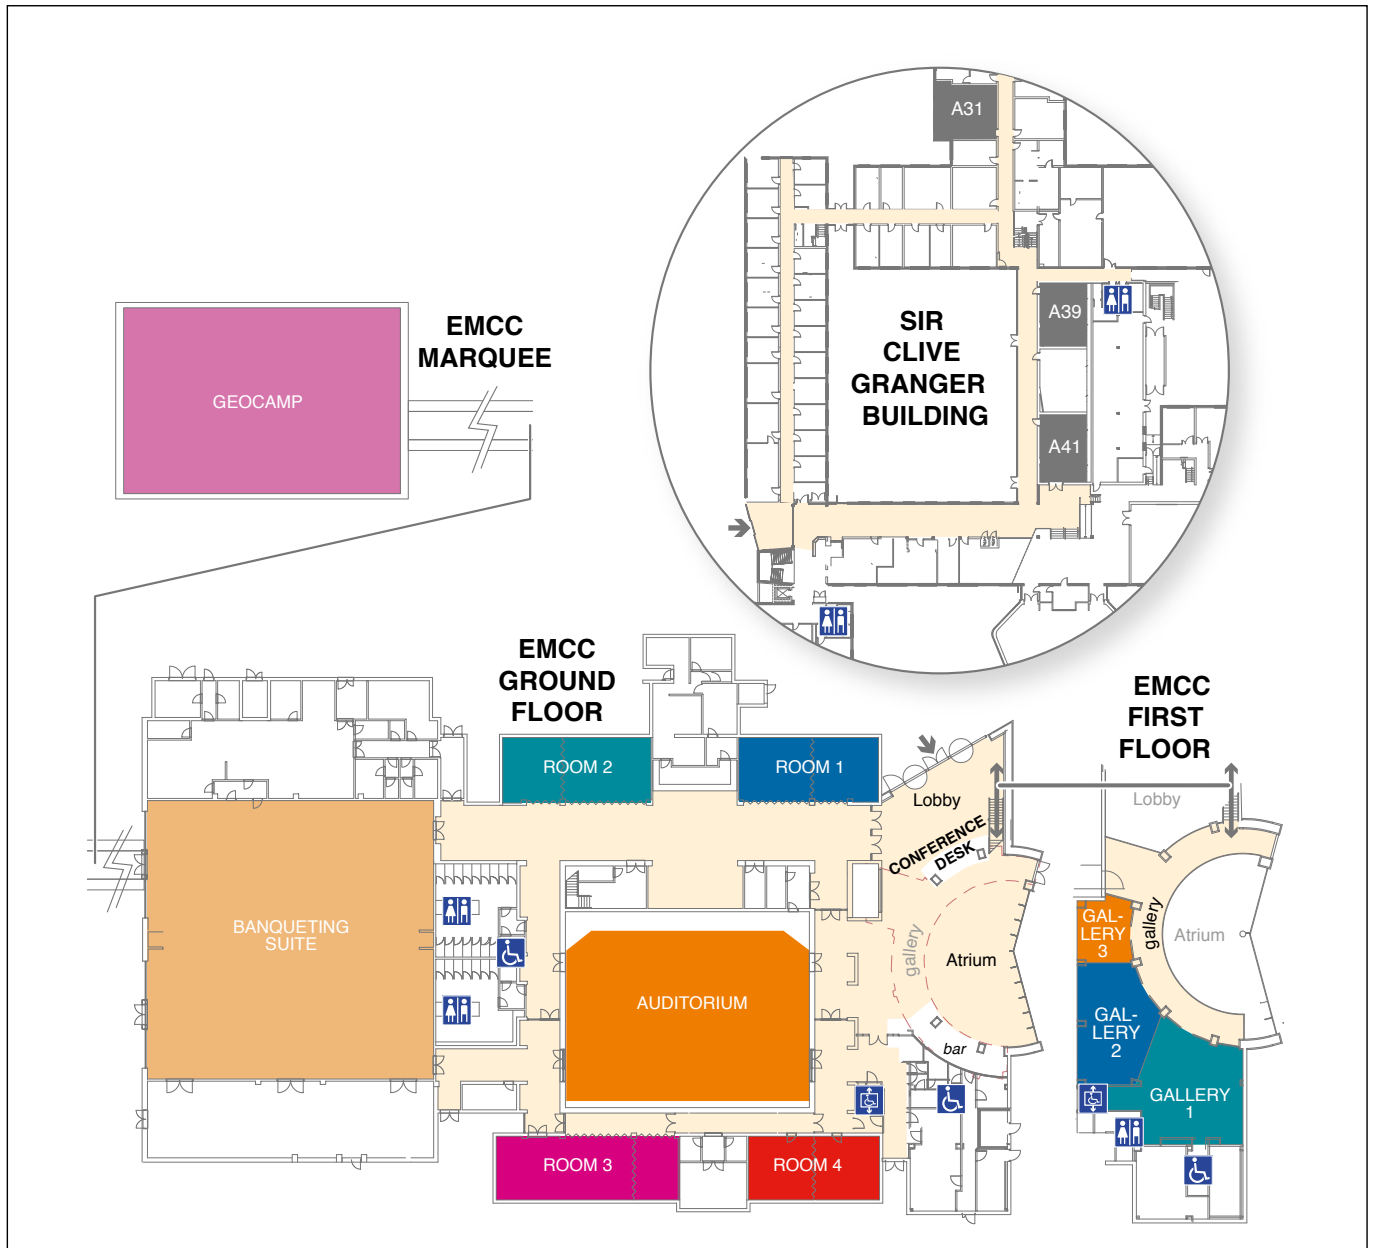 A31
SIR
CLIVE
GRANGER
BUILDING
A39
A41
EMCC
MARQUEE
GEOCAMP
EMCC
GROUND
FLOOR
EMCC
FIRST
FLOOR
ROOM 2
ROOM 1
Lobby
CONFERENCE
DESK
Lobby
BANQUETING
SUITE
AUDITORIUM
gallery
Atrium
bar
GAL-
LERY
3
gallery
Atrium
GAL-
LERY
2
GALLERY
1
ROOM 3
ROOM 4